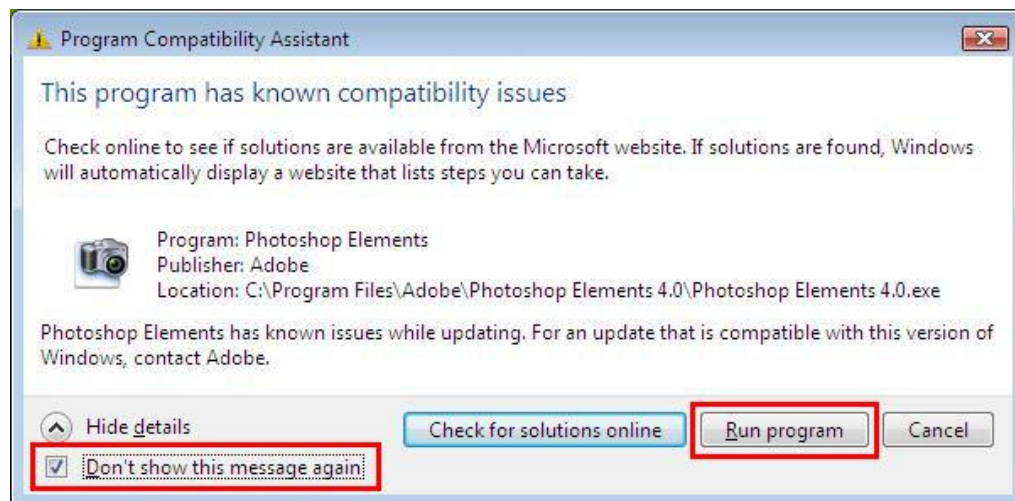 Program Compatibility Assistant
This program has known compatibility issues
Check online to see if solutions are available from the Microsoft website. If solutions are found, Windows
will automatically display a website that lists steps you can take.
Program: Photoshop Elements
Publisher: Adobe
Location: C:\Program Files\Adobe\Photoshop Elements 4.0\Photoshop Elements 4.0.exe
Photoshop Elements has known issues while updating. For an update that is compatible with this version of
Windows, contact Adobe.
Hide details Check for solutions online Run program Cancel
Don't show this message again